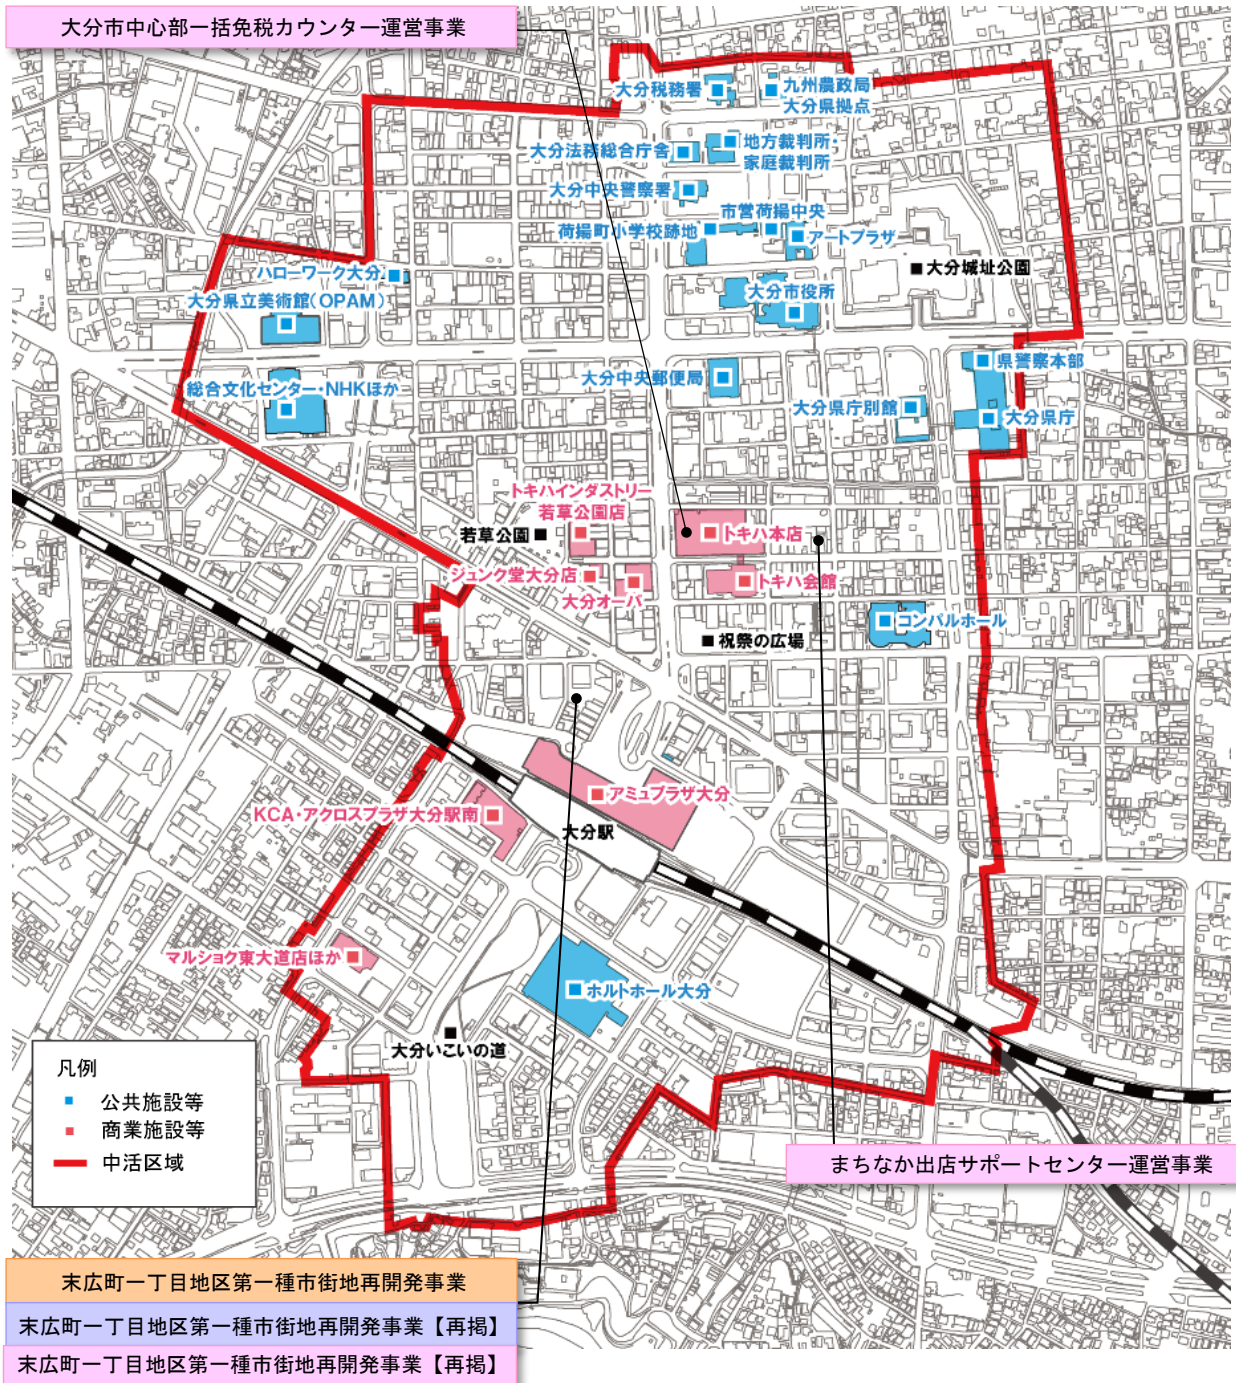 大分市中心部一括免税カウンター運営事業
大分税務署
九州農政局
大分県拠点
大分法務総合庁舎
地方裁判所・
家庭裁判所
大分中央警察署
市営荷揚中央
荷揚町小学校跡地
アートプラザ
大分城址公園
ハローワーク大分
大分県立美術館(OPAM)
大分市役所
県警察本部
大分中央郵便局
総合文化センター・NHKほか
大分県庁別館
大分県庁
トキハインダストリー
若草公園店
若草公園
トキハ本店
ジュンク堂大分店
大分オーパ
トキハ会館
コンパルホール
祝祭の広場
アミュプラザ大分
KCA・アクロスプラザ大分駅南
大分駅
マルショク東大道店ほか
ホルトホール大分
大分いこいの道
凡例
公共施設等
商業施設等
中活区域
まちなか出店サポートセンター運営事業
末広町一丁目地区第一種市街地再開発事業
末広町一丁目地区第一種市街地再開発事業【再掲】
末広町一丁目地区第一種市街地再開発事業【再掲】